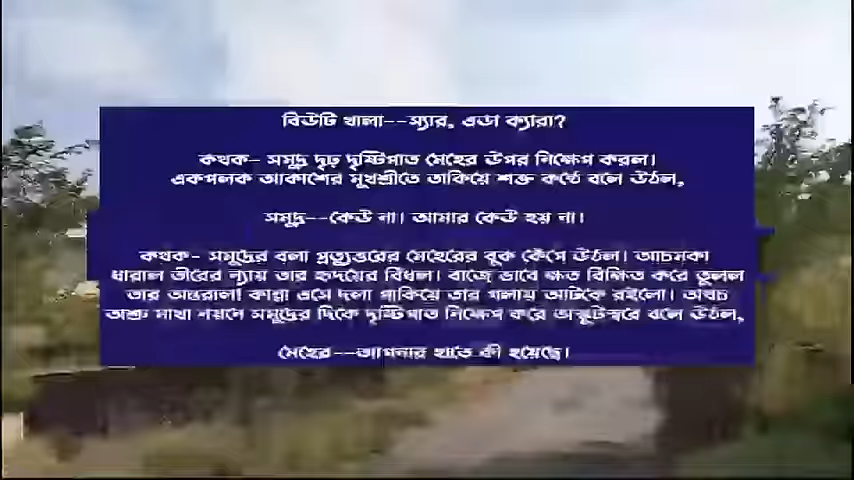 বিউটি খালা--স্যার, এডা ক্যারা?
কথক- সমুদ্র দৃঢ় দৃষ্টিপাত মেহের উপর নিক্ষেপ করল।
একপলক আকাশের মুখশ্রীতে তাকিয়ে শক্ত কন্ঠে বলে উঠল,
সমুদ্র--কেউ না। আমার কেউ হয় না।
কথক- সমুদ্রের বলা প্রত্যুত্তরের মেহেরের বুক কেঁপে উঠল। আচমকা
ধারাল তীরের ন্যায় তার হৃদয়ের বিধল। বাজে ভাবে ক্ষত বিক্ষিত করে তুলল
তার অন্তরাল! কান্না এসে দলা পাকিয়ে তার গলায় আটকে রইলো। অথচ
অশ্রু মাখা নয়নে সমুদ্রের দিকে দৃষ্টিপাত নিক্ষেপ করে অস্ফুটস্বরে বলে উঠল,
মেহের--আপনার হাতে কী হয়েছে।